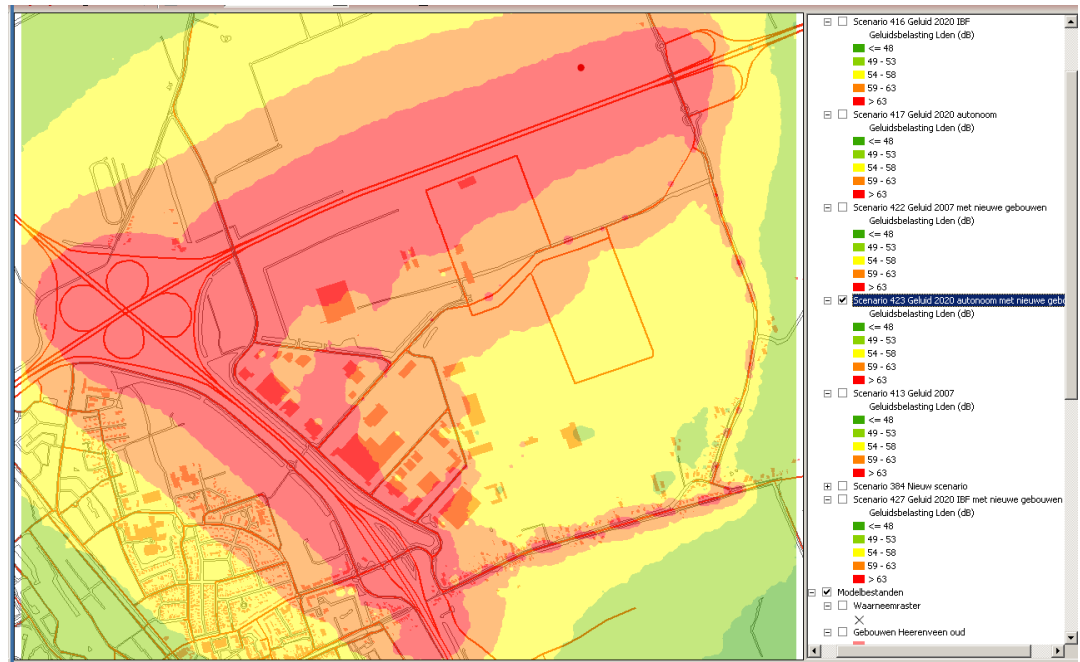 Scenario 416 Geluid 2020 IBF
Geluidsbelasting Lden (dB)
<= 48
49 - 53
54 - 58
59 - 63
> 63
Scenario 417 Geluid 2020 autonoom
Geluidsbelasting Lden (dB)
<= 48
49 - 53
54 - 58
59 - 63
> 63
Scenario 422 Geluid 2007 met nieuwe gebouwen
Geluidsbelasting Lden (dB)
<= 48
49 - 53
54 - 58
59 - 63
> 63
Scenario 423 Geluid 2020 autonoom met nieuwe gebo
Geluidsbelasting Lden (dB)
<= 48
49 - 53
54 - 58
59 - 63
> 63
Scenario 413 Geluid 2007
Geluidsbelasting Lden (dB)
<= 48
49 - 53
54 - 58
59 - 63
> 63
Scenario 384 Nieuw scenario
Scenario 427 Geluid 2020 IBF met nieuwe gebouwen
Geluidsbelasting Lden (dB)
<= 48
49 - 53
54 - 58
59 - 63
> 63
Modelbestanden
Waarneemraster
Gebouwen Heerenveen oud